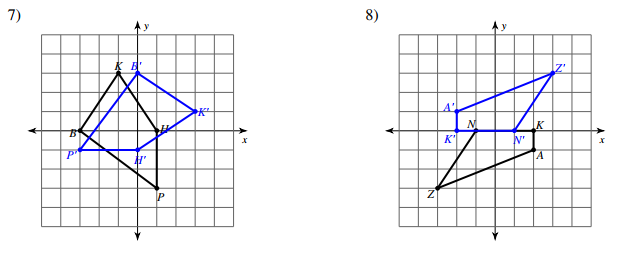 7)
8)
y
K
B'
K'
B
H
x
P'
H'
P
y
Z'
A'
N
K
K'
N'
x
A
Z